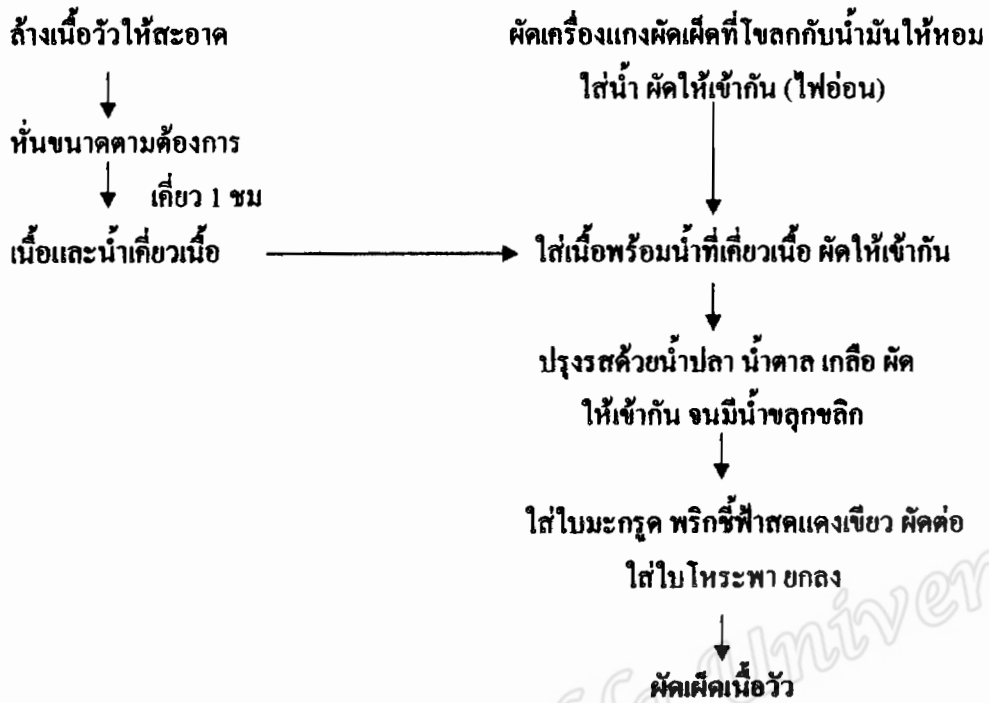 ล้างเนื้อวัวให้สะอาด
หั่นขนาดตามต้องการ
เคี่ยว 1 ชม
เนื้อและน้ำเคี่ยวเนื้อ
ผัดเครื่องแกงผัดเผ็ดที่โขลกกับน้ำมันให้หอม
ใส่น้ำ ผัดให้เข้ากัน (ไฟอ่อน)
ใส่เนื้อพร้อมน้ำที่เคี่ยวเนื้อ ผัดให้เข้ากัน
ปรุงรสด้วยน้ำปลา น้ำตาล เกลือ ผัด
ให้เข้ากัน จนมีน้ำขลุกขลิก
ใส่ใบมะกรูด พริกชี้ฟ้าสดแดงเขียว ผัดต่อ
ใส่ใบโหระพา ยกลง
ผัดเผ็ดเนื้อวัว